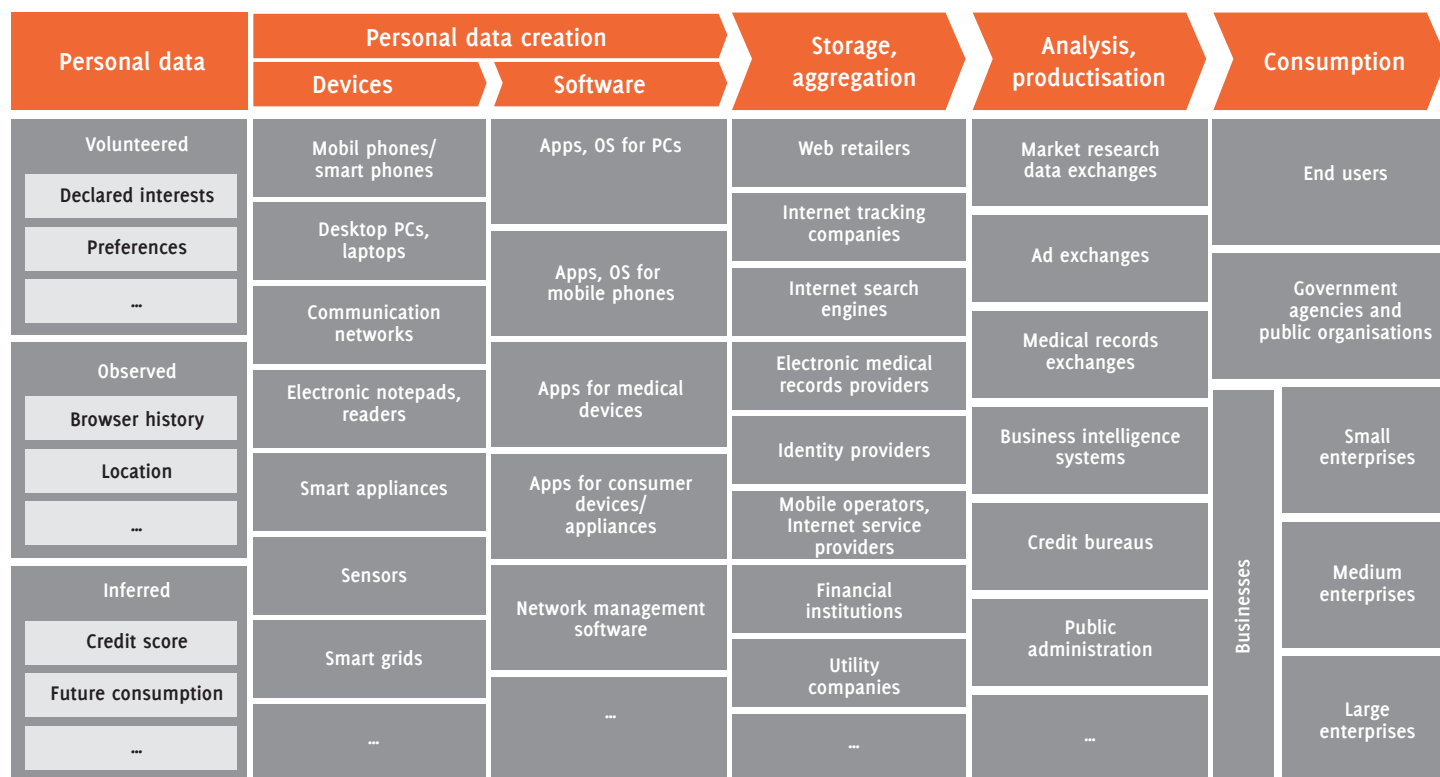 Personal data
Personal data creation
Devices
Software
Storage,
aggregation
Analysis,
productisation
Consumption
Volunteered
Declared interests
Preferences
...
Observed
Browser history
Location
...
Inferred
Credit score
Future consumption
...
Mobil phones/
smart phones
Desktop PCs,
laptops
Communication
networks
Electronic notepads,
readers
Smart appliances
Sensors
Smart grids
...
Apps, OS for PCs
Apps, OS for
mobile phones
Apps for medical
devices
Apps for consumer
devices/
appliances
Network management
software
...
Web retailers
Internet tracking
companies
Internet search
engines
Electronic medical
records providers
Identity providers
Mobile operators,
Internet service
providers
Financial
institutions
Utility
companies
...
Market research
data exchanges
Ad exchanges
Medical records
exchanges
Business intelligence
systems
Credit bureaus
Public
administration
...
End users
Government
agencies and
public organisations
Businesses
Small
enterprises
Medium
enterprises
Large
enterprises